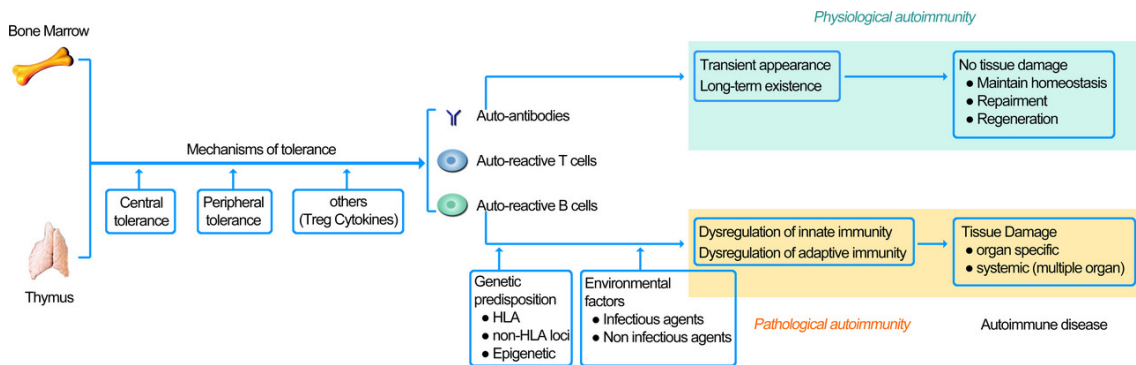 Physiological autoimmunity
Bone Marrow
Transient appearance
Long-term existence
No tissue damage
● Maintain homestasis
● Repairment
● Regeneration
Auto-antibodies
Mechanisms of tolerance
Auto-reactive T cells
Central
tolerance
Peripheral
tolerance
others
(Treg Cytokines)
Auto-reactive B cells
Thymus
Dysregulation of innate immunity
Dysregulation of adaptive immunity
Tissue Damage
● organ specific
● systemic (multiple organ)
Genetic
predisposition
● HLA
● non-HLA loci
● Epigenetic
Environmental
factors
● Infectious agents
● Non infectious agents
Pathological autoimmunity
Autoimmune disease